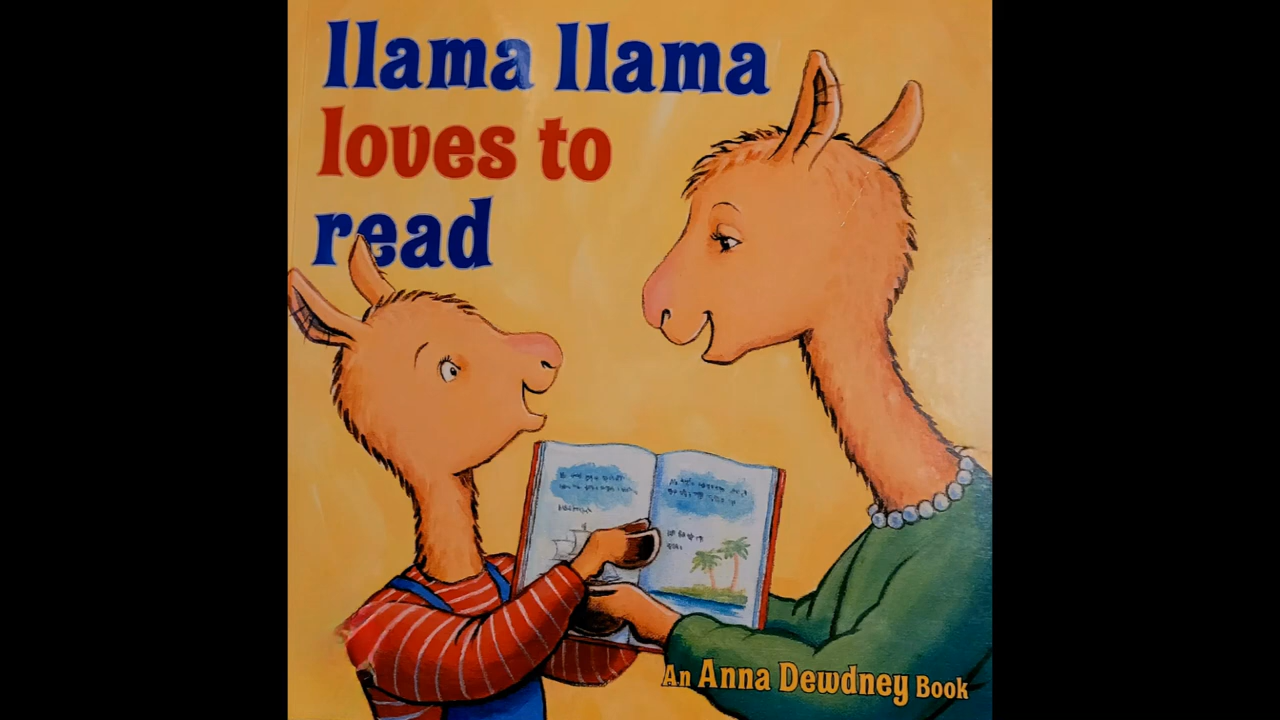 llama llama
loves to
read
An Anna Dewdney Book